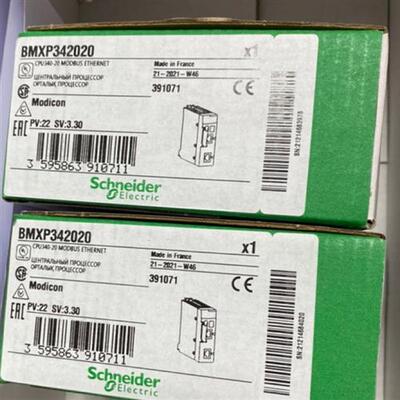 BMXP342020
x1
CPU340-20 MODBUS ETHERNET
Made in France
21-2021-W46
ЦЕНТРАЛЬНЫЙ ПРОЦЕССОР
ОРТАЛЫҚ ПРОЦЕССОР
391071
CE
Modicon
EAC
PV:22 SV:3.30
3 595863 910711
Schneider
Electric
BMXP342020
x1
CPU340-20 MODBUS ETHERNET
Made in France
21-2021-W46
ЦЕНТРАЛЬНЫЙ ПРОЦЕССОР
ОРТАЛЫҚ ПРОЦЕССОР
391071
CE
Modicon
EAC
PV:22 SV:3.30
3 595863 910711
Schneider
Electric
SN:21214684020